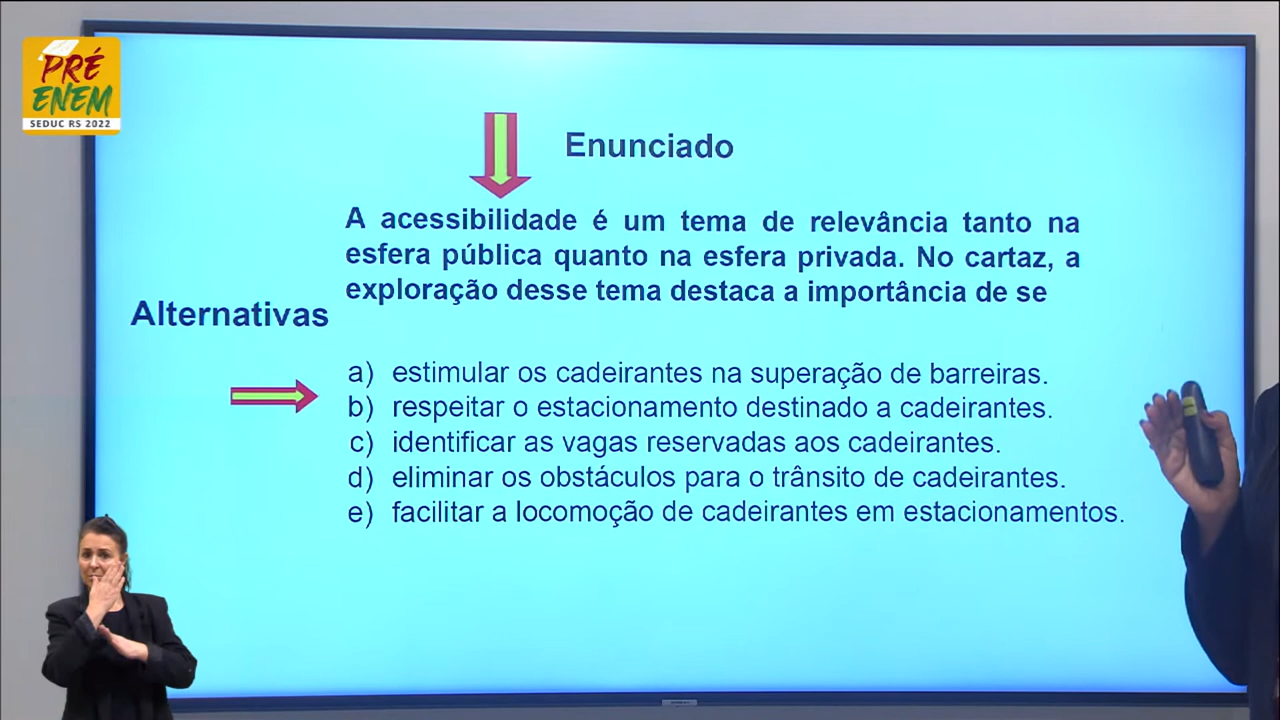 PRÉ
ENEM
SEDUC RS 2022
Enunciado
A acessibilidade é um tema de relevância tanto na
esfera pública quanto na esfera privada. No cartaz, a
exploração desse tema destaca a importância de se
Alternativas
a) estimular os cadeirantes na superação de barreiras.
b) respeitar o estacionamento destinado a cadeirantes.
c) identificar as vagas reservadas aos cadeirantes.
d) eliminar os obstáculos para o trânsito de cadeirantes.
e) facilitar a locomoção de cadeirantes em estacionamentos.